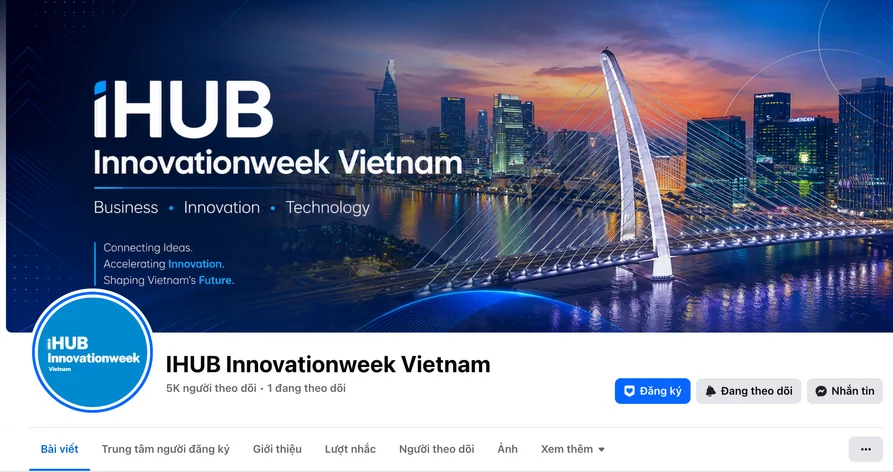 iHUB
Innovationweek Vietnam
Business • Innovation • Technology
Connecting Ideas.
Accelerating Innovation.
Shaping Vietnam's Future.
iHUB
Innovationweek
Vietnam
IHUB Innovationweek Vietnam
5K người theo dõi • 1 đang theo dõi
Đăng ký
Đang theo dõi
Nhắn tin
Bài viết
Trung tâm người đăng ký
Giới thiệu
Lượt nhắc
Người theo dõi
Ảnh
Xem thêm